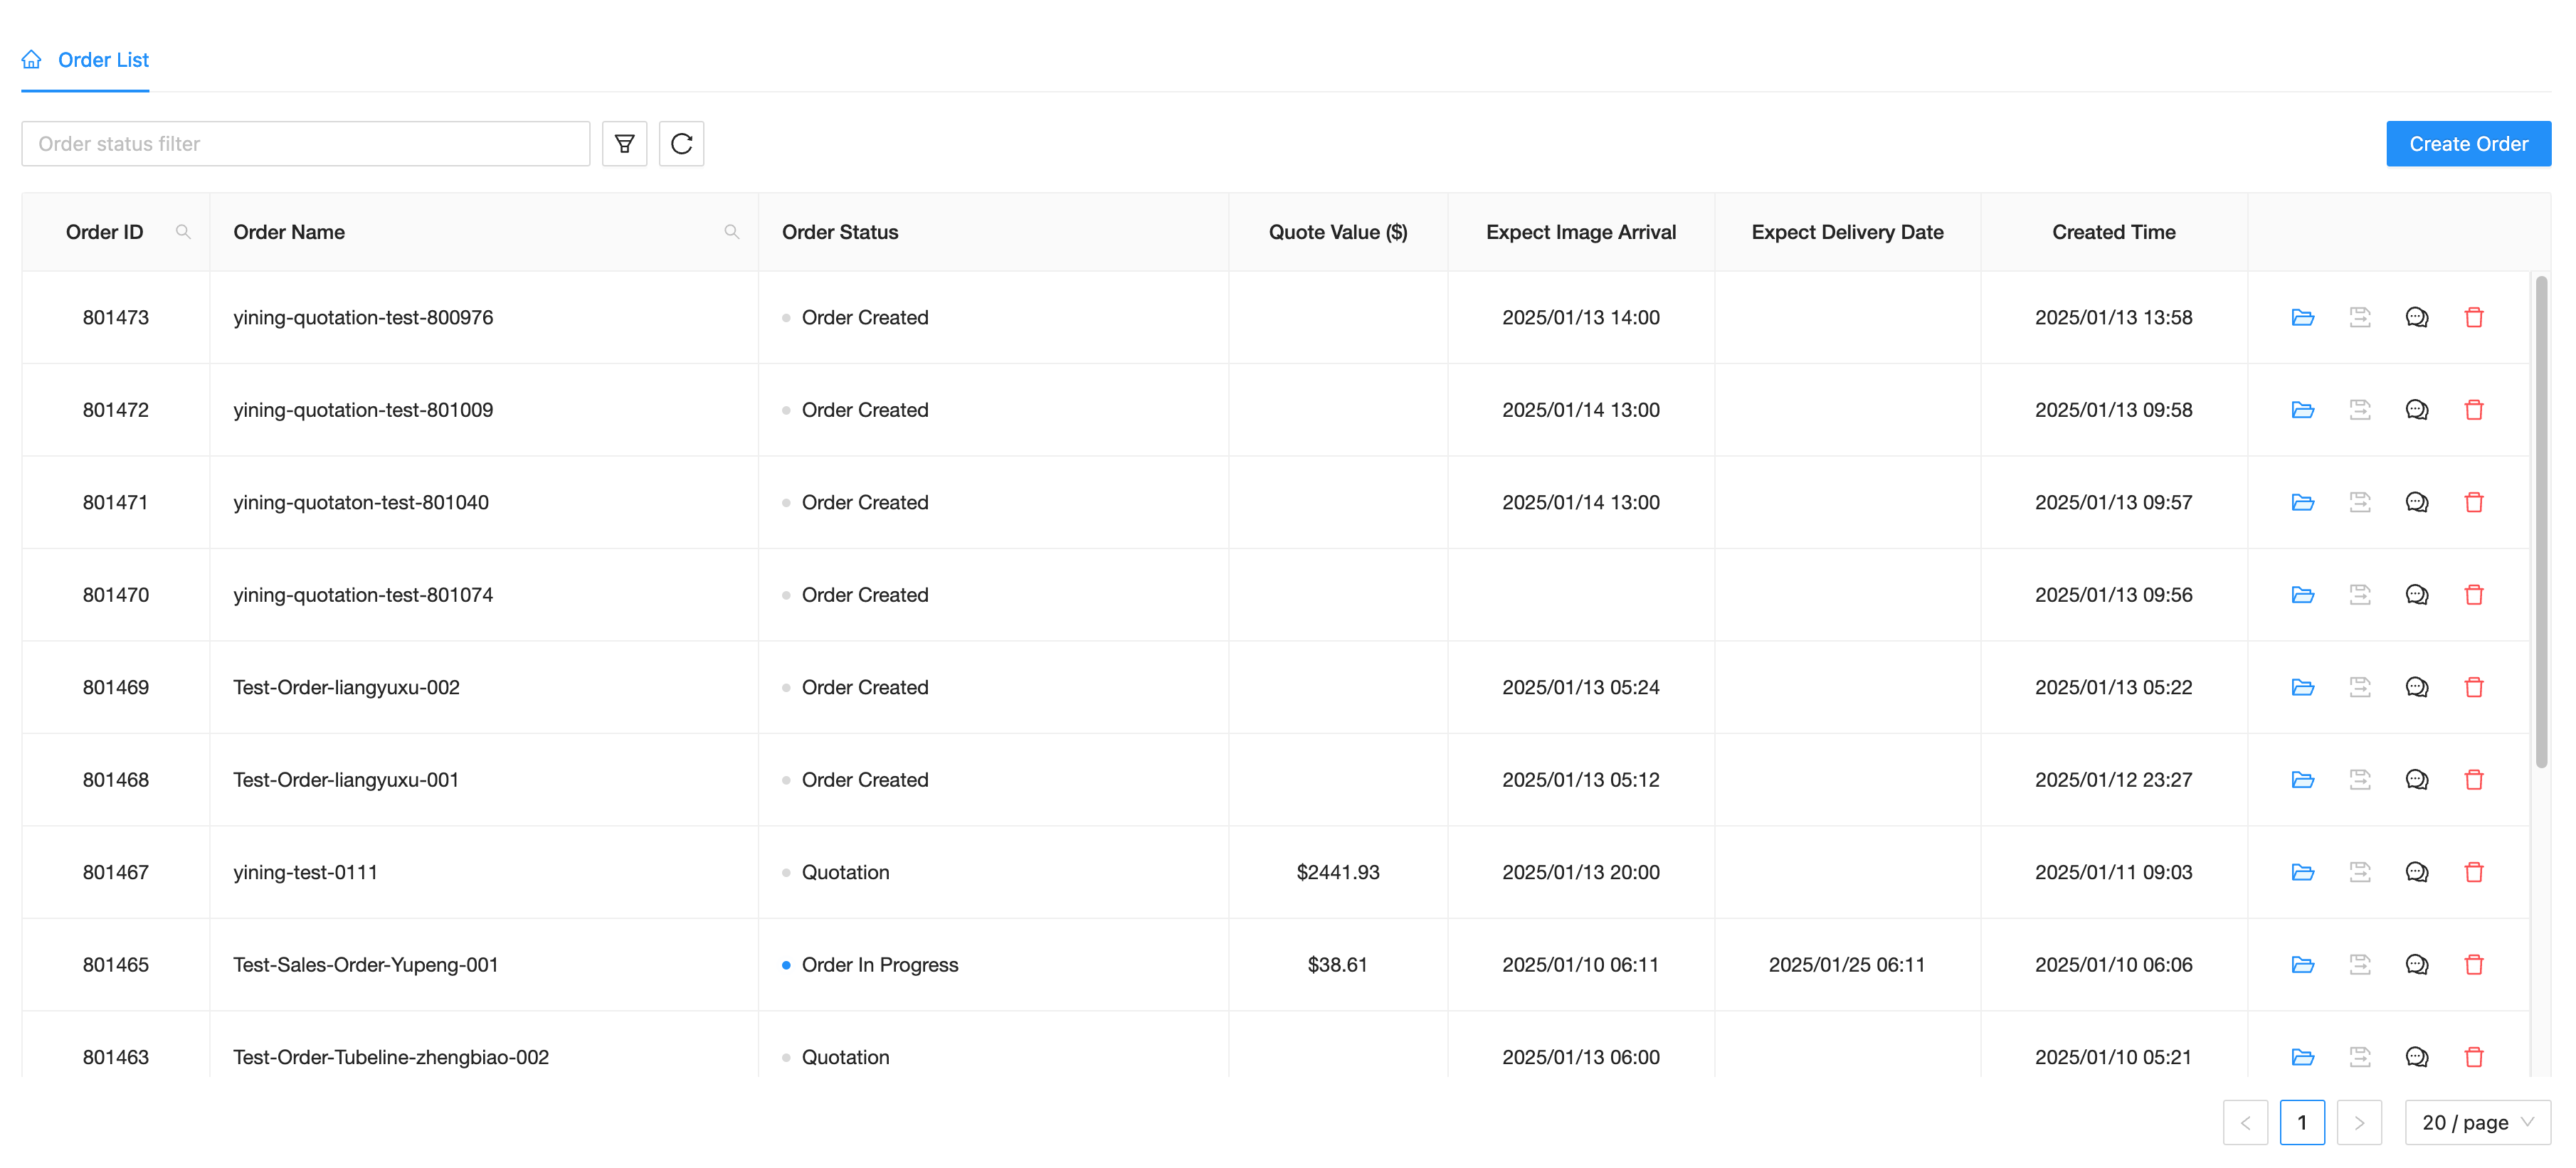 Order List
Order status filter
Create Order
Order ID Order Name Order Status Quote Value ($) Expect Image Arrival Expect Delivery Date Created Time
801473 yining-quotation-test-800976 Order Created 2025/01/13 14:00 2025/01/13 13:58
801472 yining-quotation-test-801009 Order Created 2025/01/14 13:00 2025/01/13 09:58
801471 yining-quotaton-test-801040 Order Created 2025/01/14 13:00 2025/01/13 09:57
801470 yining-quotation-test-801074 Order Created 2025/01/13 09:56
801469 Test-Order-liangyuxu-002 Order Created 2025/01/13 05:24 2025/01/13 05:22
801468 Test-Order-liangyuxu-001 Order Created 2025/01/13 05:12 2025/01/12 23:27
801467 yining-test-0111 Quotation $2441.93 2025/01/13 20:00 2025/01/11 09:03
801465 Test-Sales-Order-Yupeng-001 Order In Progress $38.61 2025/01/10 06:11 2025/01/25 06:11 2025/01/10 06:06
801463 Test-Order-Tubeline-zhengbiao-002 Quotation 2025/01/13 06:00 2025/01/10 05:21
1 20 / page